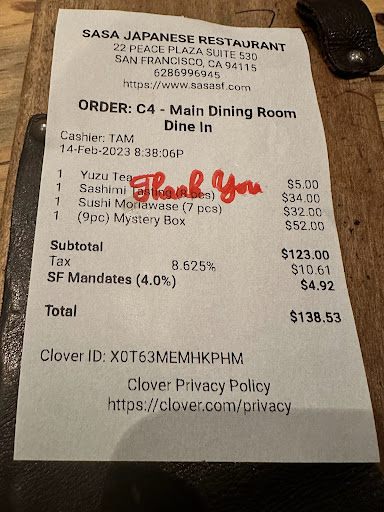 SASA JAPANESE RESTAURANT
22 PEACE PLAZA SUITE 530
SAN FRANCISCO, CA 94115
6286996945
https://www.sasasf.com
ORDER: C4 - Main Dining Room
Dine In
Cashier: TAM
14-Feb-2023 8:38:06P
Thank You
1 Yuzu Tea $5.00
1 Sashimi Tasting (8 pcs) $34.00
1 Sushi Moriawase (7 pcs) $32.00
1 (9pc) Mystery Box $52.00
Subtotal $123.00
Tax 8.625% $10.61
SF Mandates (4.0%) $4.92
Total $138.53
Clover ID: X0T63MEMHKPHM
Clover Privacy Policy
https://clover.com/privacy